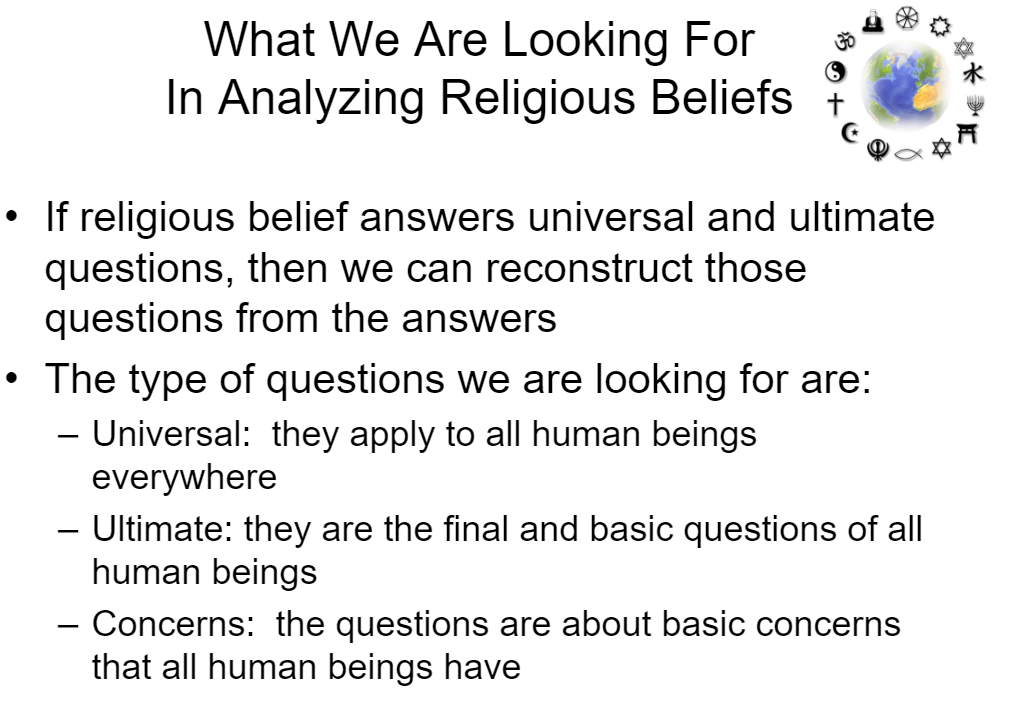 What We Are Looking For
In Analyzing Religious Beliefs
• If religious belief answers universal and ultimate
questions, then we can reconstruct those
questions from the answers
• The type of questions we are looking for are:
– Universal:  they apply to all human beings
everywhere
– Ultimate: they are the final and basic questions of all
human beings
– Concerns:  the questions are about basic concerns
that all human beings have